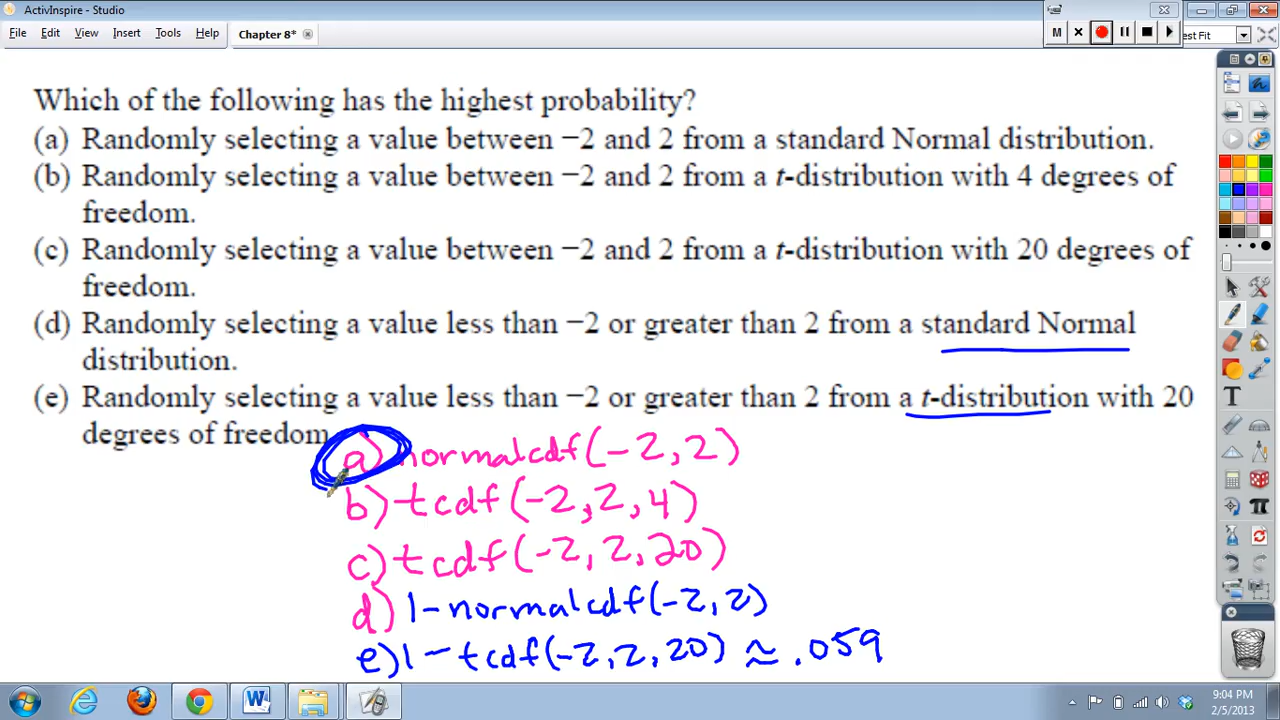 ActivInspire - Studio
File Edit View Insert Tools Help Chapter 8* M est Fit
Which of the following has the highest probability?
(a) Randomly selecting a value between −2 and 2 from a standard Normal distribution.
(b) Randomly selecting a value between −2 and 2 from a t-distribution with 4 degrees of
freedom.
(c) Randomly selecting a value between −2 and 2 from a t-distribution with 20 degrees of
freedom.
(d) Randomly selecting a value less than −2 or greater than 2 from a standard Normal
distribution.
(e) Randomly selecting a value less than −2 or greater than 2 from a t-distribution with 20
degrees of freedom.
a) normalcdf(-2,2)
b) tcdf(-2,2,4)
c) tcdf(-2,2,20)
d) 1-normalcdf(-2,2)
e) 1-tcdf(-2,2,20) ≈ .059
9:04 PM
2/5/2013